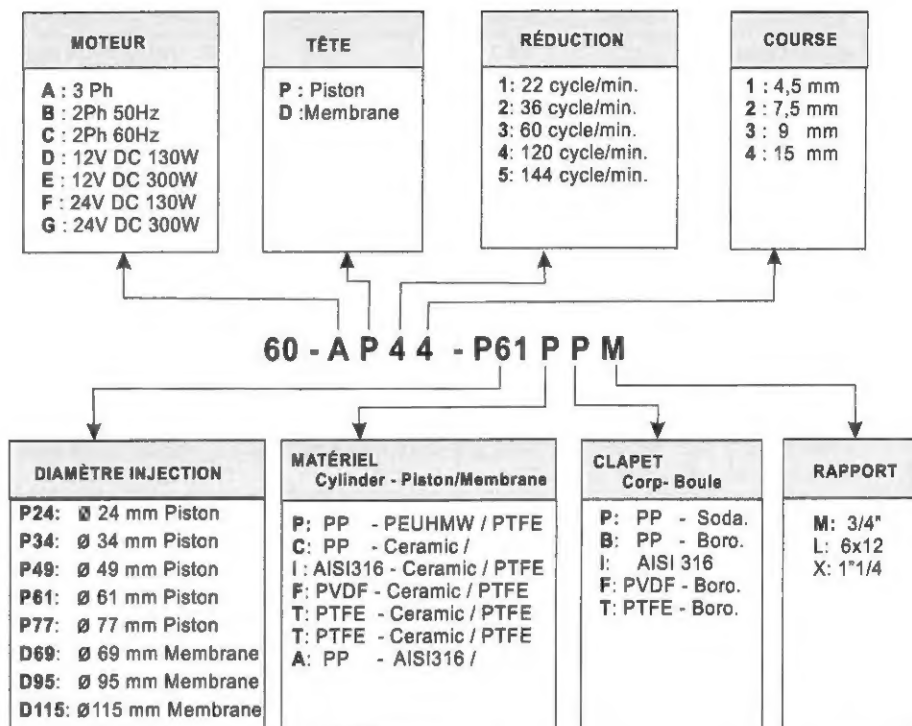 MOTEUR
A : 3 Ph
B : 2Ph 50Hz
C : 2Ph 60Hz
D : 12V DC 130W
E : 12V DC 300W
F : 24V DC 130W
G : 24V DC 300W
TÊTE
P : Piston
D :Membrane
RÉDUCTION
1: 22 cycle/min.
2: 36 cycle/min.
3: 60 cycle/min.
4: 120 cycle/min.
5: 144 cycle/min.
COURSE
1 : 4,5 mm
2 : 7,5 mm
3 : 9 mm
4 : 15 mm
60 - A P 4 4 - P61 P P M
DIAMÈTRE INJECTION
P24: Ø 24 mm Piston
P34: Ø 34 mm Piston
P49: Ø 49 mm Piston
P61: Ø 61 mm Piston
P77: Ø 77 mm Piston
D69: Ø 69 mm Membrane
D95: Ø 95 mm Membrane
D115: Ø115 mm Membrane
MATÉRIEL
Cylinder - Piston/Membrane
P: PP - PEUHMW / PTFE
C: PP - Ceramic /
I : AISI316 - Ceramic / PTFE
F: PVDF - Ceramic / PTFE
T: PTFE - Ceramic / PTFE
T: PTFE - Ceramic / PTFE
A: PP - AISI316 /
CLAPET
Corp- Boule
P: PP - Soda.
B: PP - Boro.
I: AISI 316
F: PVDF - Boro.
T: PTFE - Boro.
RAPPORT
M: 3/4"
L: 6x12
X: 1"1/4